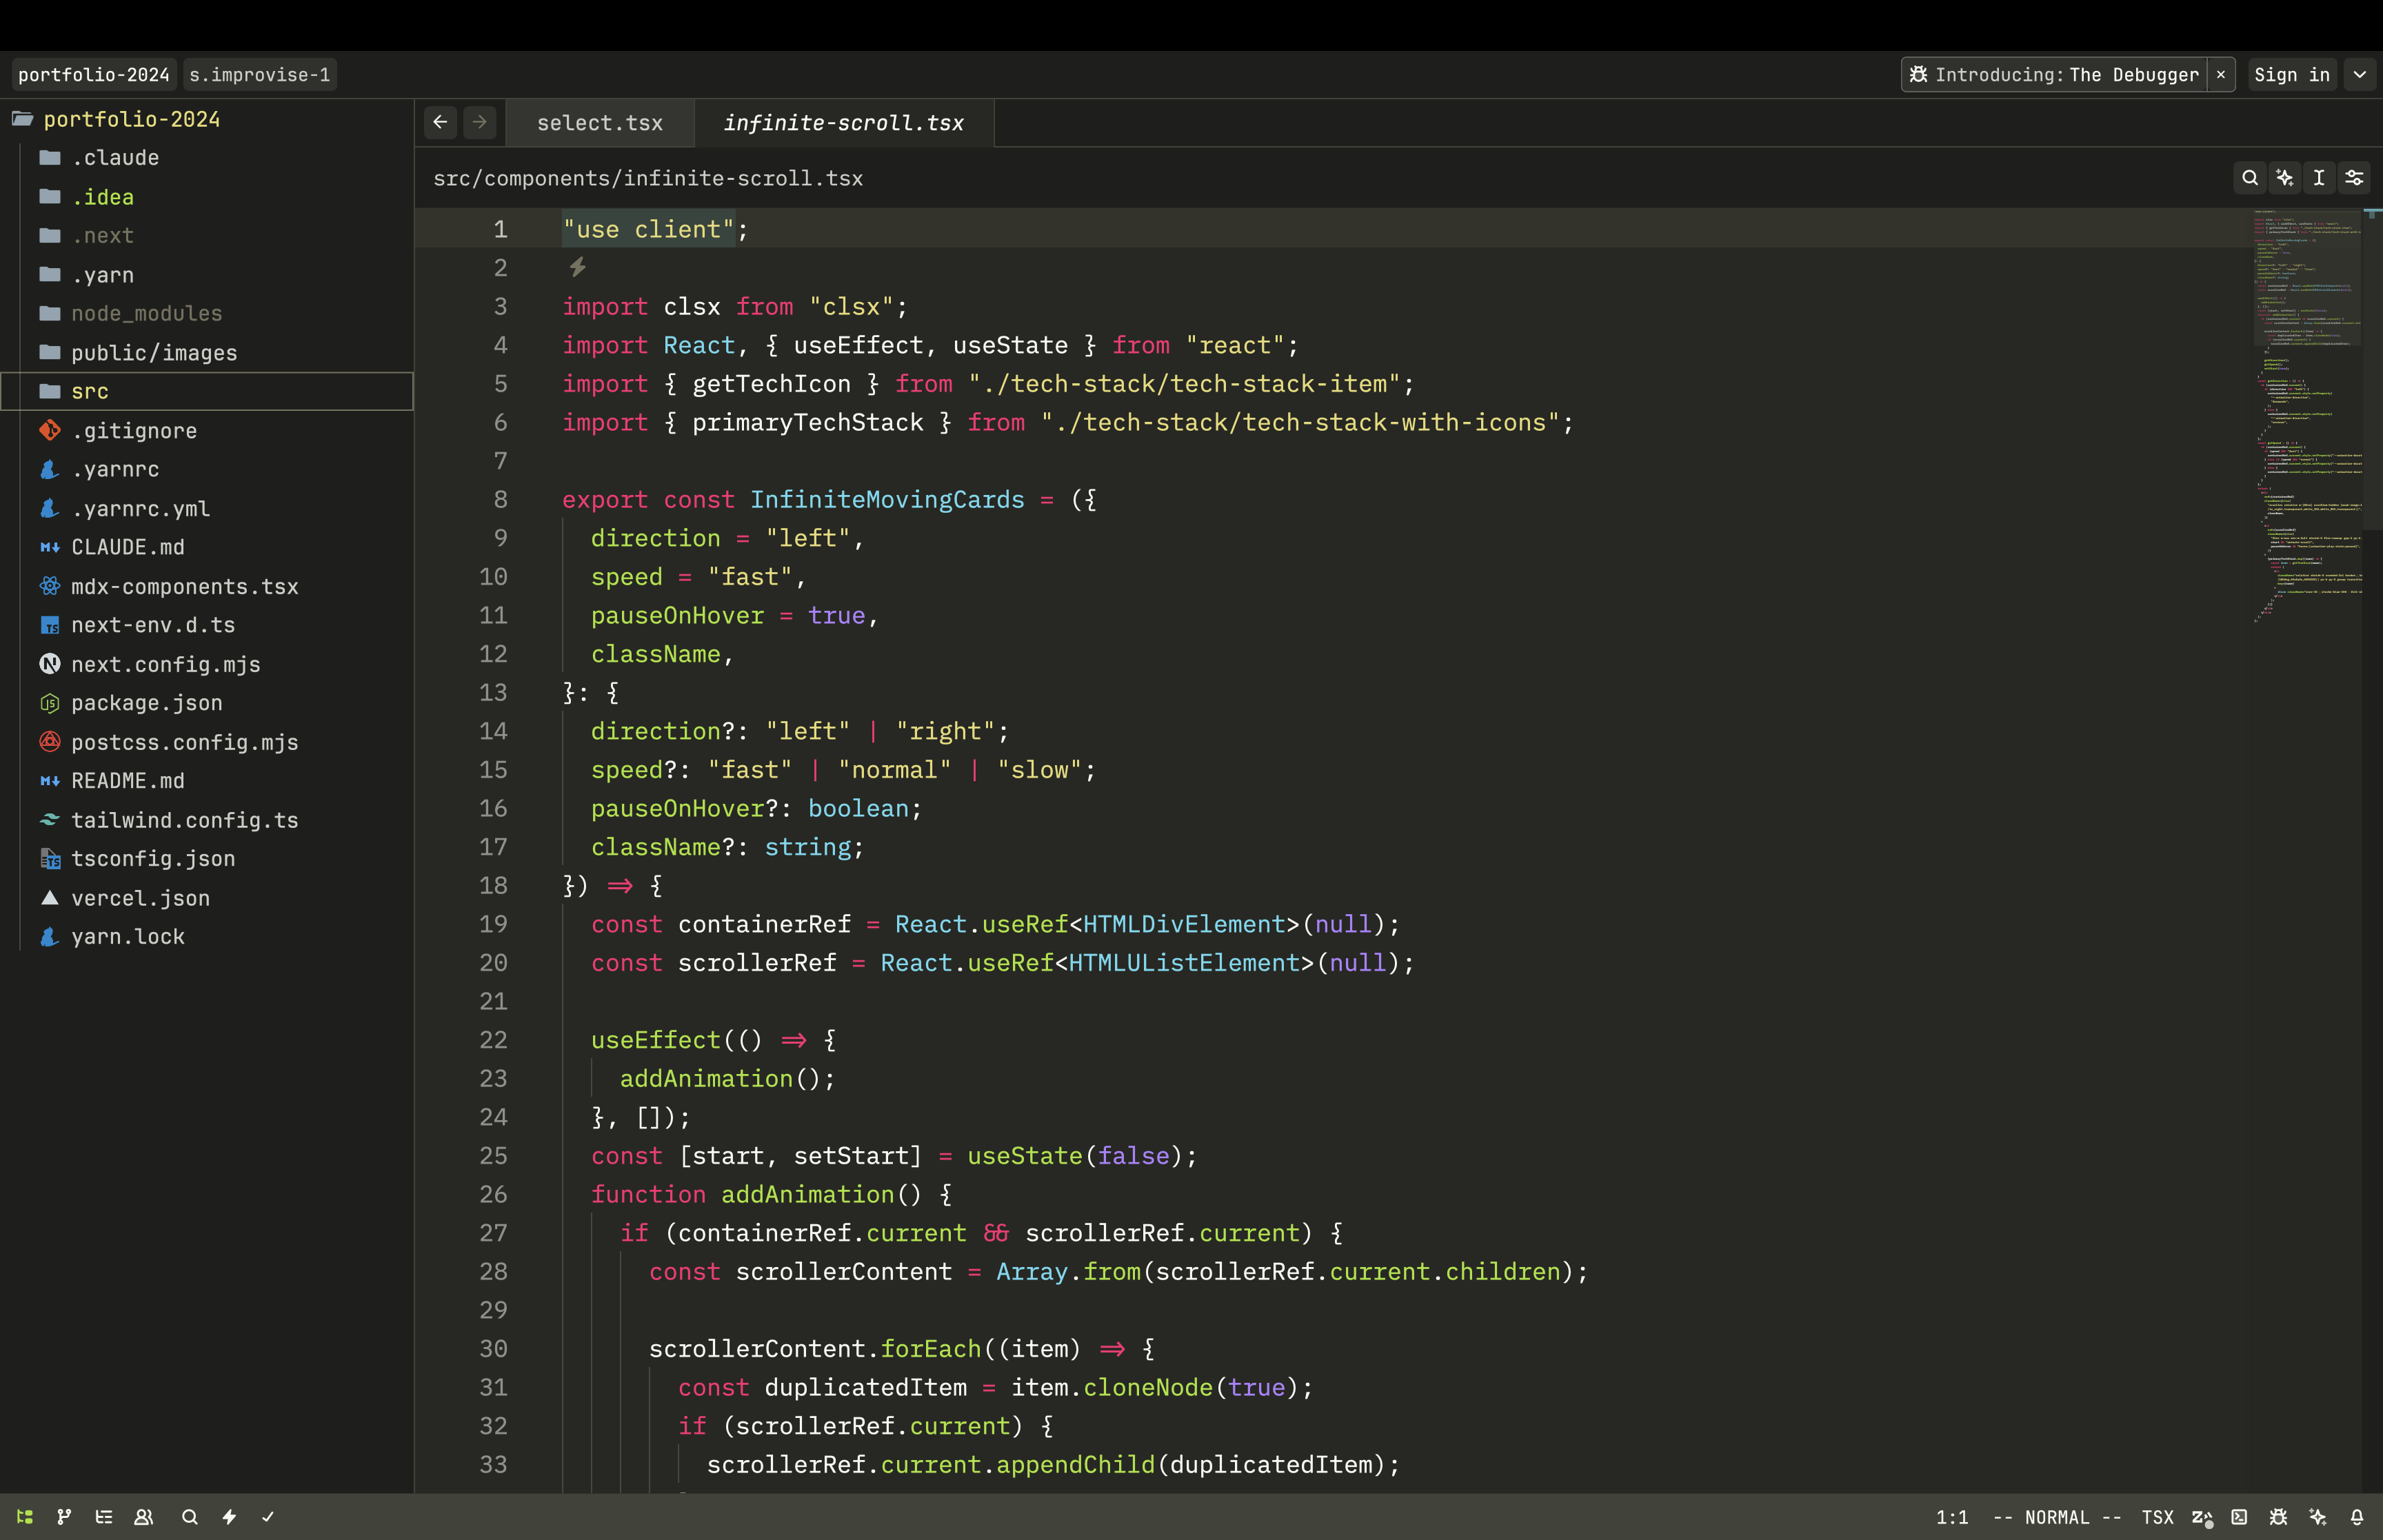 portfolio-2024 s.improvise-1
Introducing: The Debugger × Sign in
portfolio-2024
.claude
.idea
.next
.yarn
node_modules
public/images
src
.gitignore
.yarnrc
.yarnrc.yml
CLAUDE.md
mdx-components.tsx
next-env.d.ts
next.config.mjs
package.json
postcss.config.mjs
README.md
tailwind.config.ts
tsconfig.json
vercel.json
yarn.lock
select.tsx infinite-scroll.tsx
src/components/infinite-scroll.tsx
1 "use client";
2
3 import clsx from "clsx";
4 import React, { useEffect, useState } from "react";
5 import { getTechIcon } from "./tech-stack/tech-stack-item";
6 import { primaryTechStack } from "./tech-stack/tech-stack-with-icons";
7
8 export const InfiniteMovingCards = ({
9 direction = "left",
10 speed = "fast",
11 pauseOnHover = true,
12 className,
13 }: {
14 direction?: "left" | "right";
15 speed?: "fast" | "normal" | "slow";
16 pauseOnHover?: boolean;
17 className?: string;
18 }) => {
19 const containerRef = React.useRef<HTMLDivElement>(null);
20 const scrollerRef = React.useRef<HTMLUListElement>(null);
21
22 useEffect(() => {
23 addAnimation();
24 }, []);
25 const [start, setStart] = useState(false);
26 function addAnimation() {
27 if (containerRef.current && scrollerRef.current) {
28 const scrollerContent = Array.from(scrollerRef.current.children);
29
30 scrollerContent.forEach((item) => {
31 const duplicatedItem = item.cloneNode(true);
32 if (scrollerRef.current) {
33 scrollerRef.current.appendChild(duplicatedItem);
1:1 -- NORMAL -- TSX